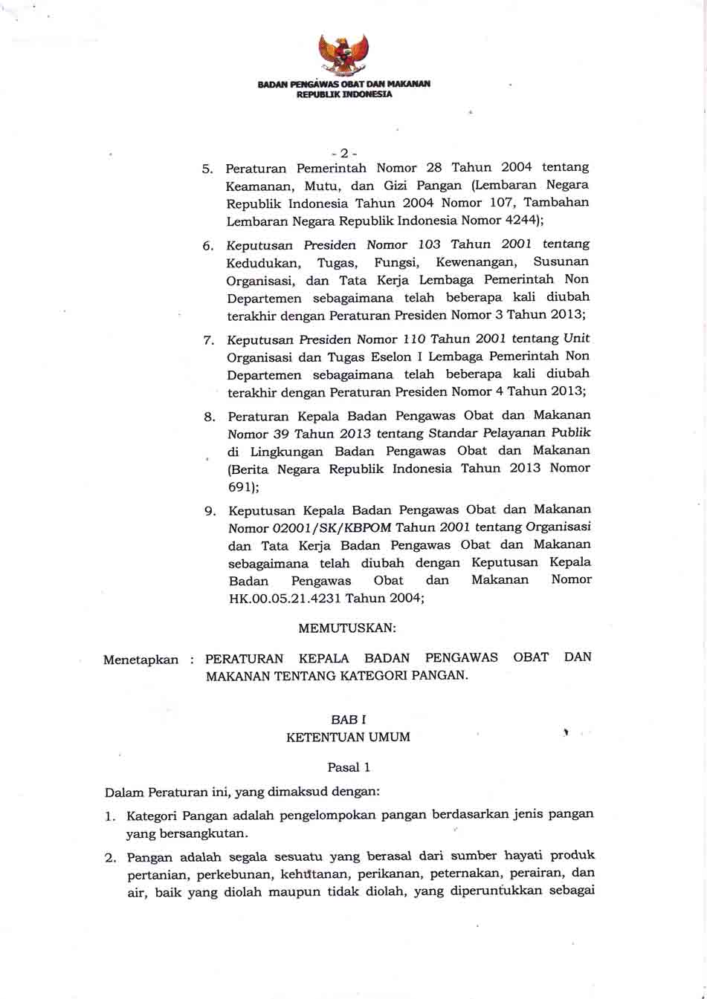 BADAN PENGAWAS OBAT DAN MAKANAN
REPUBLIK INDONESIA
- 2 -
5. Peraturan Pemerintah Nomor 28 Tahun 2004 tentang
Keamanan, Mutu, dan Gizi Pangan (Lembaran Negara
Republik Indonesia Tahun 2004 Nomor 107, Tambahan
Lembaran Negara Republik Indonesia Nomor 4244);
6. Keputusan Presiden Nomor 103 Tahun 2001 tentang
Kedudukan, Tugas, Fungsi, Kewenangan, Susunan
Organisasi, dan Tata Kerja Lembaga Pemerintah Non
Departemen sebagaimana telah beberapa kali diubah
terakhir dengan Peraturan Presiden Nomor 3 Tahun 2013;
7. Keputusan Presiden Nomor 110 Tahun 2001 tentang Unit
Organisasi dan Tugas Eselon I Lembaga Pemerintah Non
Departemen sebagaimana telah beberapa kali diubah
terakhir dengan Peraturan Presiden Nomor 4 Tahun 2013;
8. Peraturan Kepala Badan Pengawas Obat dan Makanan
Nomor 39 Tahun 2013 tentang Standar Pelayanan Publik
di Lingkungan Badan Pengawas Obat dan Makanan
(Berita Negara Republik Indonesia Tahun 2013 Nomor
691);
9. Keputusan Kepala Badan Pengawas Obat dan Makanan
Nomor 02001/SK/KBPOM Tahun 2001 tentang Organisasi
dan Tata Kerja Badan Pengawas Obat dan Makanan
sebagaimana telah diubah dengan Keputusan Kepala
Badan Pengawas Obat dan Makanan Nomor
HK.00.05.21.4231 Tahun 2004;
MEMUTUSKAN:
Menetapkan : PERATURAN KEPALA BADAN PENGAWAS OBAT DAN
MAKANAN TENTANG KATEGORI PANGAN.
BAB I
KETENTUAN UMUM
Pasal 1
Dalam Peraturan ini, yang dimaksud dengan:
1. Kategori Pangan adalah pengelompokan pangan berdasarkan jenis pangan
yang bersangkutan.
2. Pangan adalah segala sesuatu yang berasal dari sumber hayati produk
pertanian, perkebunan, kehutanan, perikanan, peternakan, perairan, dan
air, baik yang diolah maupun tidak diolah, yang diperuntukkan sebagai